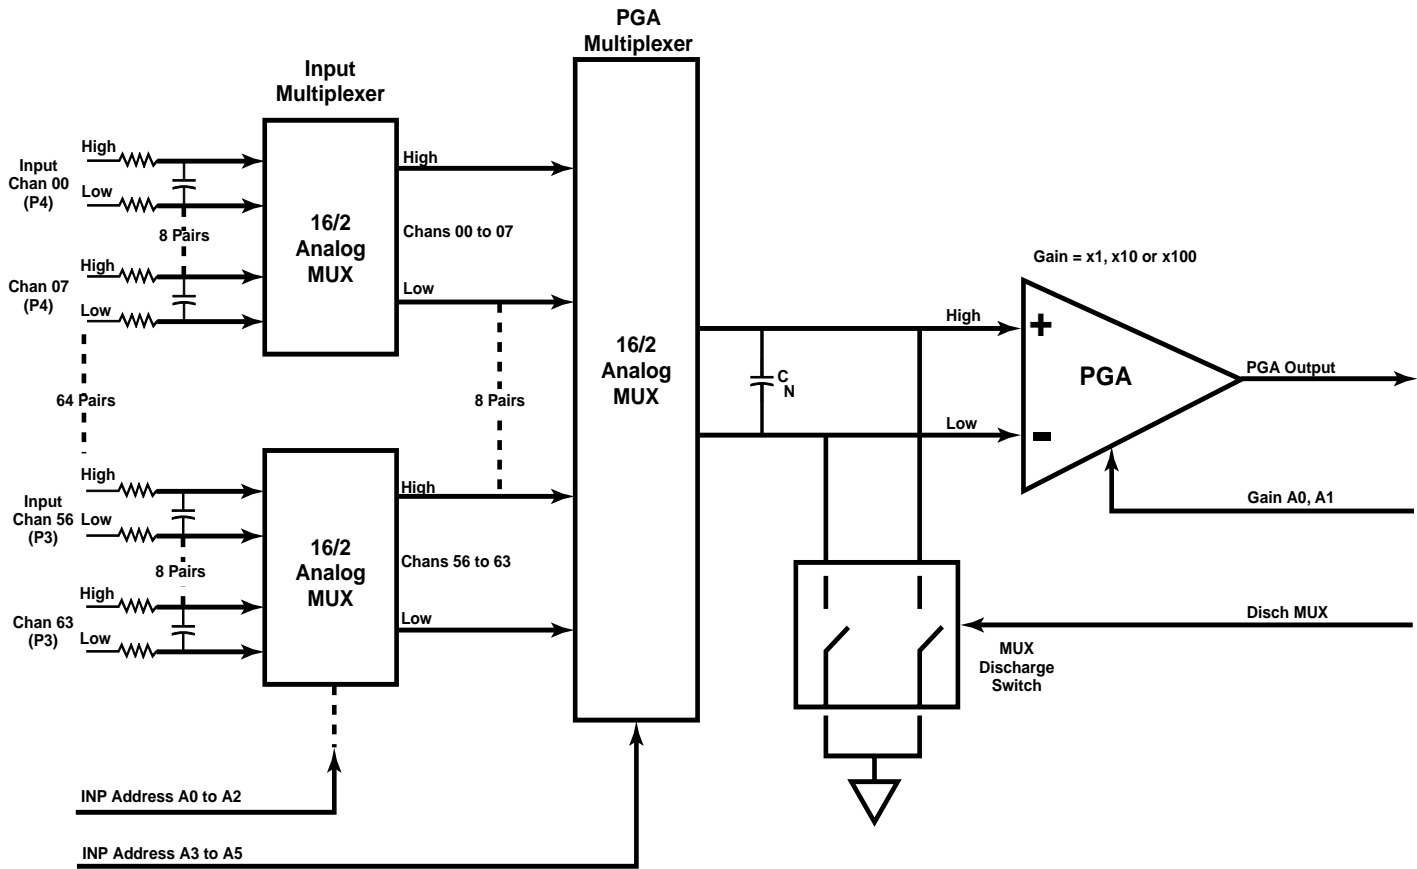 PGA
Multiplexer
Input
Multiplexer
High
Input
Chan 00
(P4)
Low
8 Pairs
High
Chan 07
(P4)
Low
16/2
Analog
MUX
High
Chans 00 to 07
Low
64 Pairs
8 Pairs
High
Input
Chan 56
(P3)
Low
8 Pairs
High
Chan 63
(P3)
Low
16/2
Analog
MUX
High
Chans 56 to 63
Low
16/2
Analog
MUX
C
N
High
Low
Gain = x1, x10 or x100
+
PGA
-
PGA Output
Gain A0, A1
Disch MUX
MUX
Discharge
Switch
INP Address A0 to A2
INP Address A3 to A5